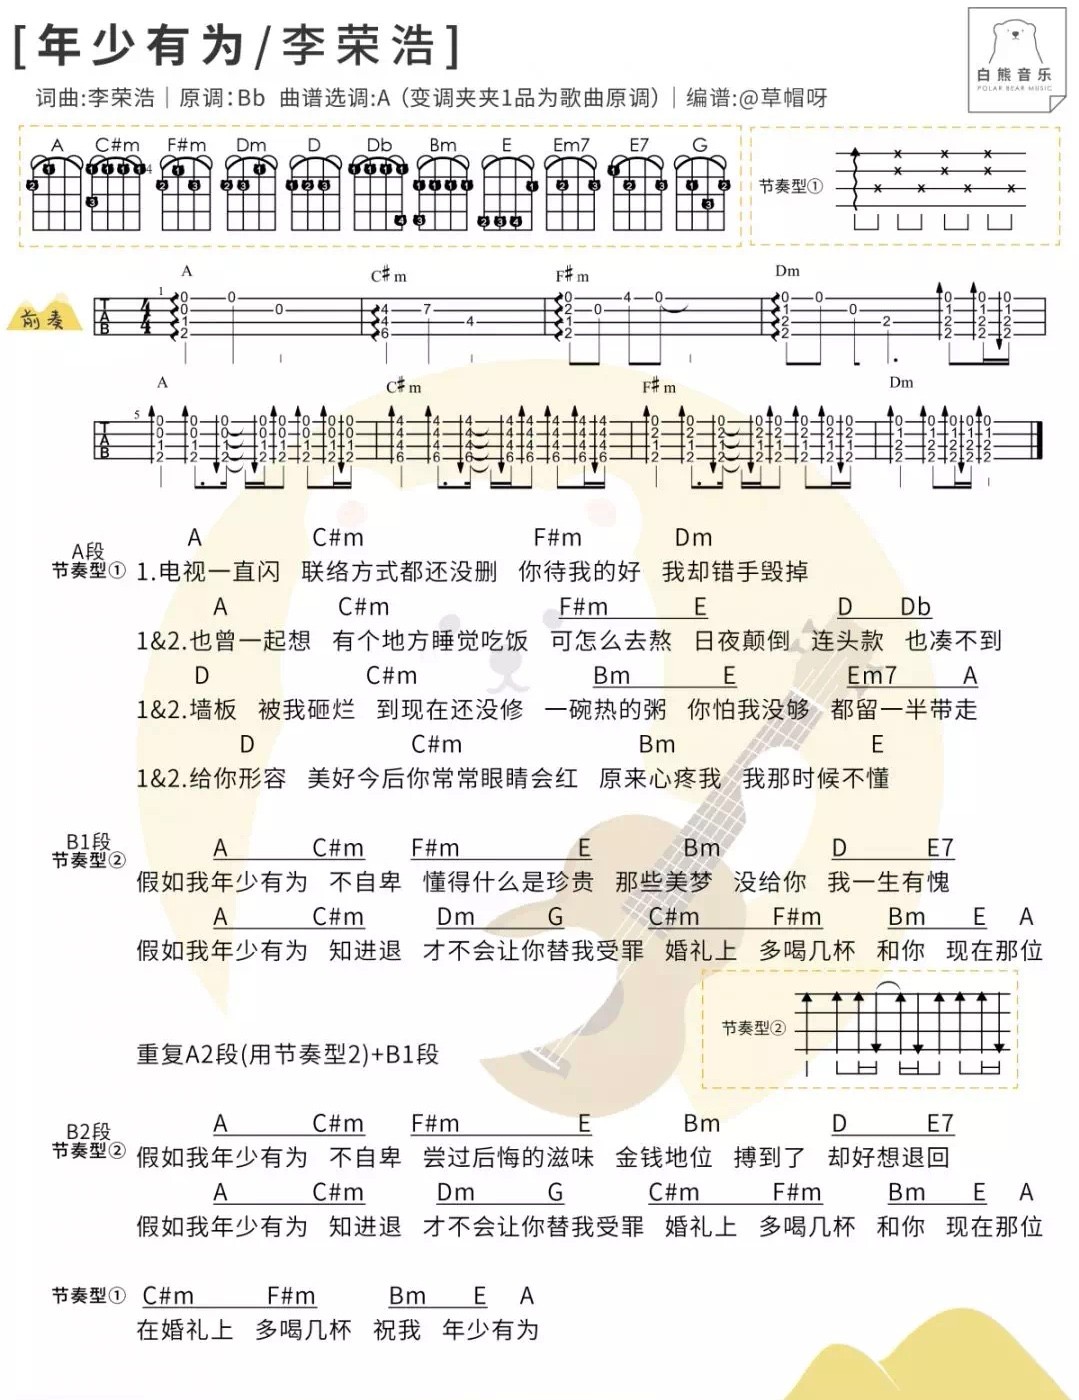 [年少有为/李荣浩]
白熊音乐
POLAR BEAR MUSIC
词曲:李荣浩｜原调：Bb 曲谱选调:A（变调夹夹1品为歌曲原调）｜编谱:@草帽呀
A C#m F#m Dm D Db Bm E Em7 E7 G
节奏型①
A C#m F#m Dm
前奏
A C#m F#m Dm
A C#m F#m Dm
A段
节奏型① 1.电视一直闪 联络方式都还没删 你待我的好 我却错手毁掉
A C#m F#m E D Db
1&2.也曾一起想 有个地方睡觉吃饭 可怎么去熬 日夜颠倒 连头款 也凑不到
D C#m Bm E Em7 A
1&2.墙板 被我砸烂 到现在还没修 一碗热的粥 你怕我没够 都留一半带走
D C#m Bm E
1&2.给你形容 美好今后你常常眼睛会红 原来心疼我 我那时候不懂
B1段
节奏型②
A C#m F#m E Bm D E7
假如我年少有为 不自卑 懂得什么是珍贵 那些美梦 没给你 我一生有愧
A C#m Dm G C#m F#m Bm E A
假如我年少有为 知进退 才不会让你替我受罪 婚礼上 多喝几杯 和你 现在那位
节奏型②
重复A2段(用节奏型2)+B1段
B2段
节奏型②
A C#m F#m E Bm D E7
假如我年少有为 不自卑 尝过后悔的滋味 金钱地位 搏到了 却好想退回
A C#m Dm G C#m F#m Bm E A
假如我年少有为 知进退 才不会让你替我受罪 婚礼上 多喝几杯 和你 现在那位
节奏型① C#m F#m Bm E A
在婚礼上 多喝几杯 祝我 年少有为